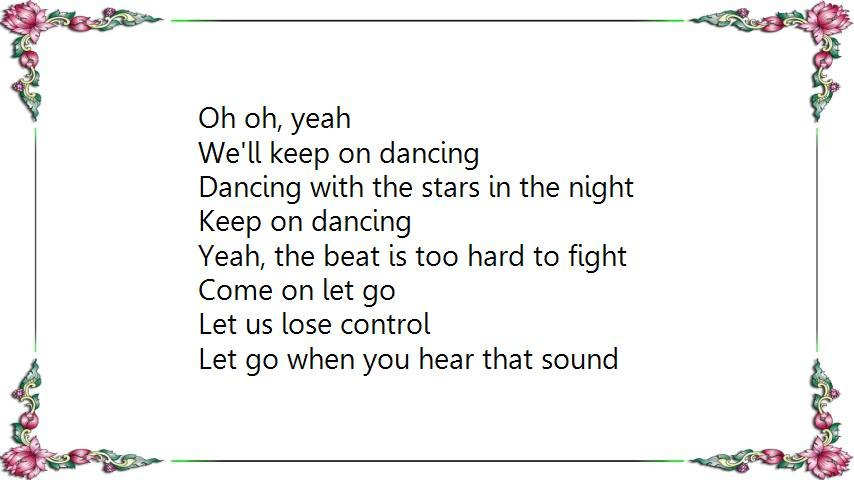 Oh oh, yeah
We'll keep on dancing
Dancing with the stars in the night
Keep on dancing
Yeah, the beat is too hard to fight
Come on let go
Let us lose control
Let go when you hear that sound